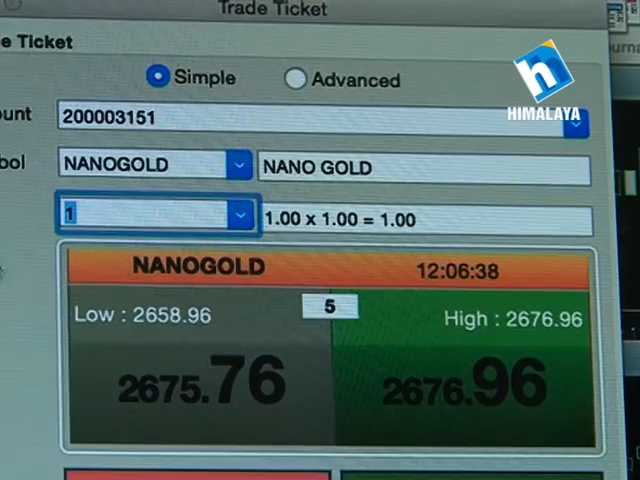 Trade Ticket
e Ticket
Simple
Advanced
HIMALAYA
ount
200003151
bol
NANOGOLD
NANO GOLD
1
1.00 x 1.00 = 1.00
NANOGOLD
12:06:38
5
Low : 2658.96
High : 2676.96
2675.76
2676.96